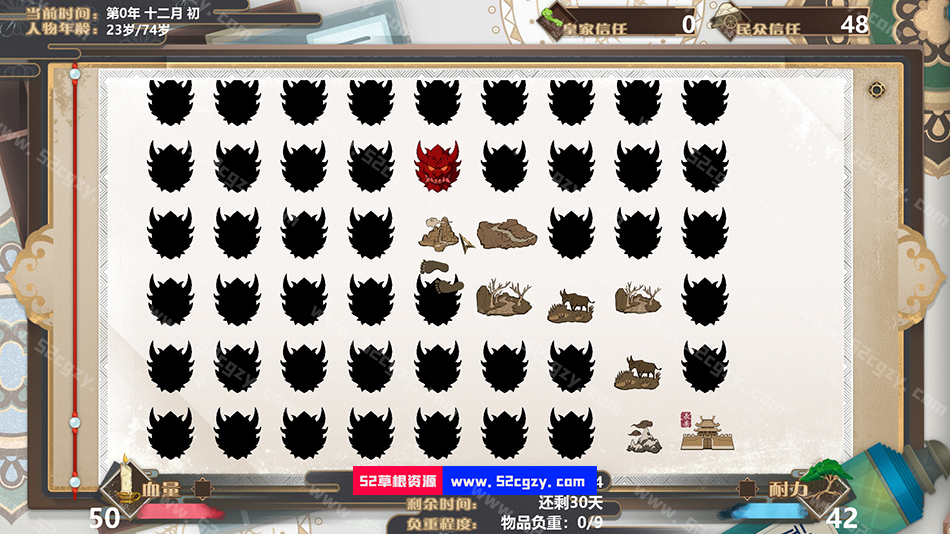 当前时间：第0年 十二月 初
人物年龄：23岁/74岁
皇家信任 0
民众信任 48
血量
50
52草根资源 www.52cgzy.com
4
剩余时间： 还剩30天
负重程度： 物品负重：0/9
耐力
42